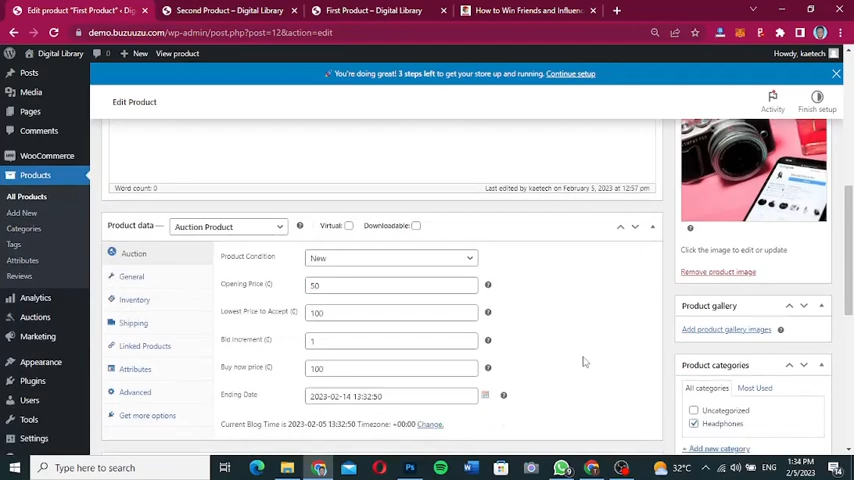 Edit product "First Product" ‹ Dig
Second Product – Digital Library
First Product – Digital Library
How to Win Friends and Influenc
demo.buzuuzu.com/wp-admin/post.php?post=12&action=edit
Digital Library
0
New
View product
Howdy, kaetech
Posts
Media
Pages
Comments
WooCommerce
Products
All Products
Add New
Categories
Tags
Attributes
Reviews
Analytics
Auctions
Marketing
Appearance
Plugins
Users
Tools
Settings
You're doing great! 3 steps left to get your store up and running. Continue setup
Edit Product
Activity
Finish setup
Word count: 0
Last edited by kaetech on February 5, 2023 at 12:57 pm
Product data —
Auction Product
Virtual:
Downloadable:
Auction
General
Inventory
Shipping
Linked Products
Attributes
Advanced
Get more options
Product Condition
New
Opening Price (₵)
50
Lowest Price to Accept (₵)
100
Bid Increment (₵)
1
Buy now price (₵)
100
Ending Date
2023-02-14 13:32:50
Current Blog Time is 2023-02-05 13:32:50 Timezone: +00:00 Change.
Click the image to edit or update
Remove product image
Product gallery
Add product gallery images
Product categories
All categories
Most Used
Uncategorized
Headphones
+ Add new category
Type here to search
32°C
ENG
1:34 PM
2/5/2023